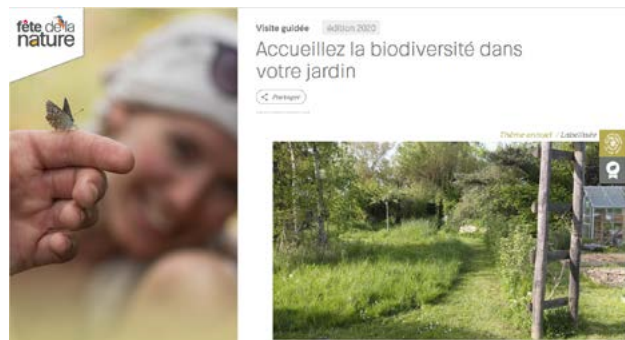 fête de la
nature
Visite guidée édition 2020
Accueillez la biodiversité dans
votre jardin
Partager
Thème annuel / Labellisée